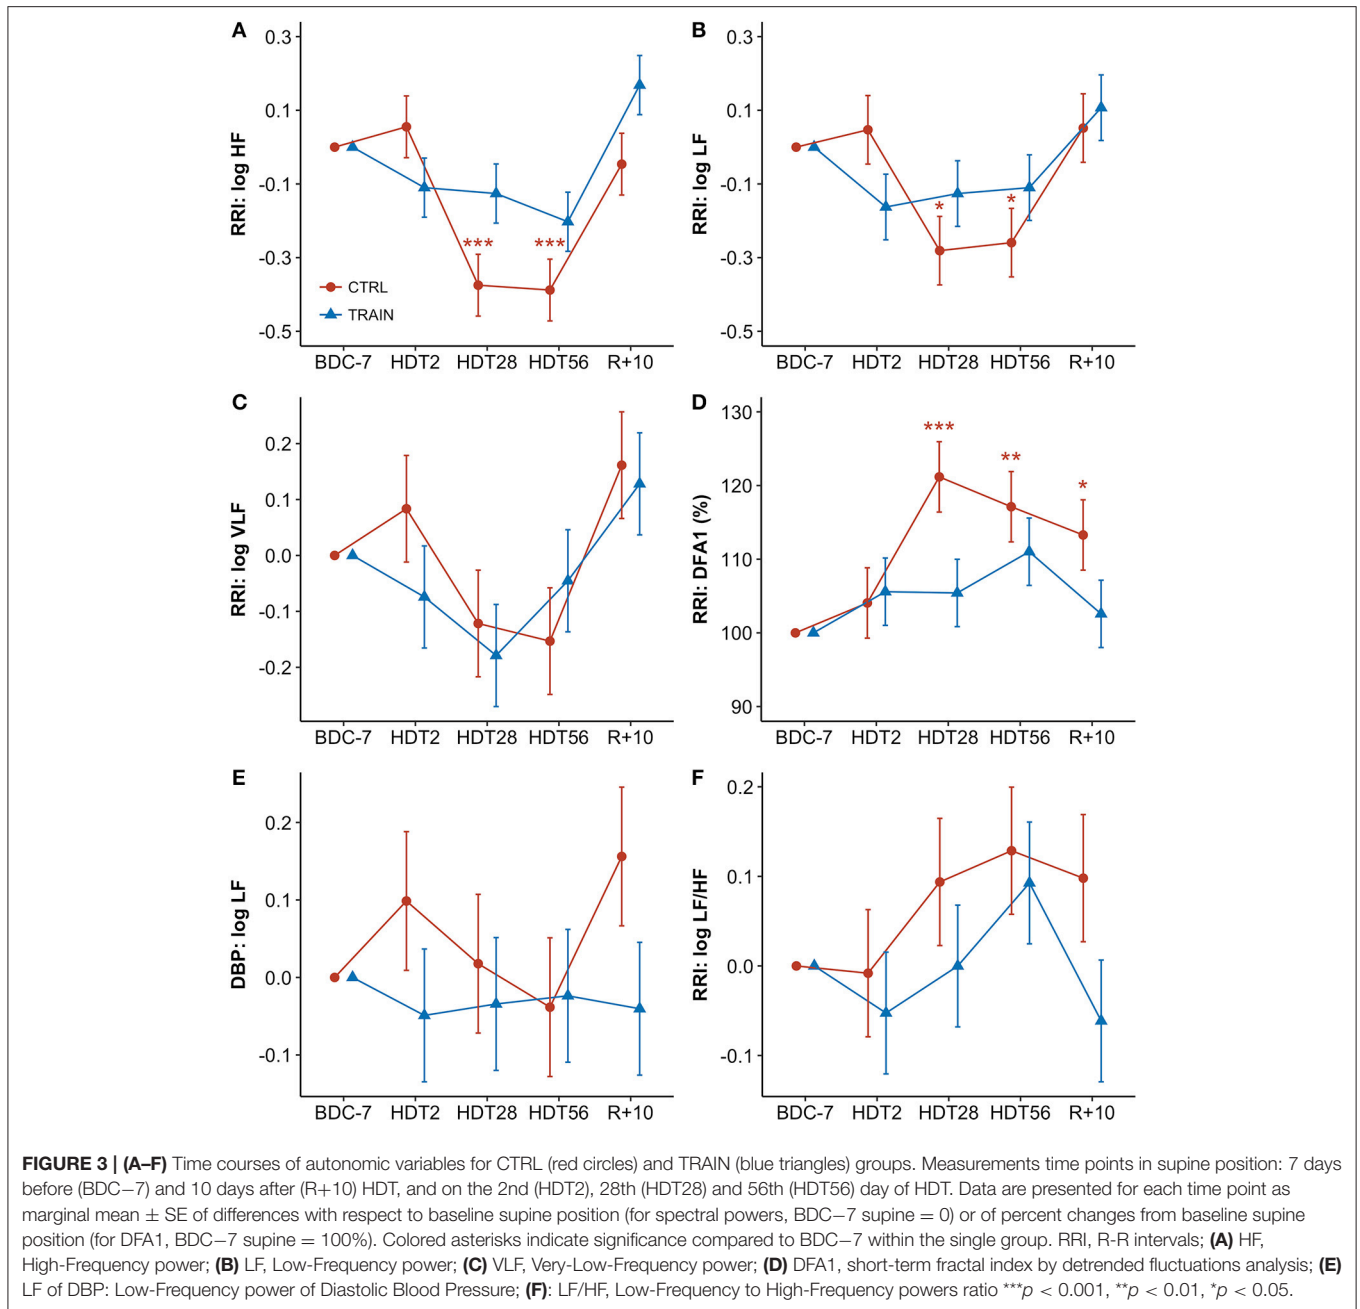 A
RRI: log HF
0.3
0.1
-0.1
-0.3
-0.5
***
***
CTRL
TRAIN
BDC-7 HDT2 HDT28 HDT56 R+10
B
RRI: log LF
0.3
0.1
-0.1
-0.3
-0.5
*
*
BDC-7 HDT2 HDT28 HDT56 R+10
C
RRI: log VLF
0.2
0.1
0.0
-0.1
-0.2
BDC-7 HDT2 HDT28 HDT56 R+10
D
RRI: DFA1 (%)
130
120
110
100
90
***
**
*
BDC-7 HDT2 HDT28 HDT56 R+10
E
DBP: log LF
0.2
0.1
0.0
-0.1
BDC-7 HDT2 HDT28 HDT56 R+10
F
RRI: log LF/HF
0.2
0.1
0.0
-0.1
BDC-7 HDT2 HDT28 HDT56 R+10
FIGURE 3 | (A–F) Time courses of autonomic variables for CTRL (red circles) and TRAIN (blue triangles) groups. Measurements time points in supine position: 7 days
before (BDC−7) and 10 days after (R+10) HDT, and on the 2nd (HDT2), 28th (HDT28) and 56th (HDT56) day of HDT. Data are presented for each time point as
marginal mean ± SE of differences with respect to baseline supine position (for spectral powers, BDC−7 supine = 0) or of percent changes from baseline supine
position (for DFA1, BDC−7 supine = 100%). Colored asterisks indicate significance compared to BDC−7 within the single group. RRI, R-R intervals; (A) HF,
High-Frequency power; (B) LF, Low-Frequency power; (C) VLF, Very-Low-Frequency power; (D) DFA1, short-term fractal index by detrended fluctuations analysis; (E)
LF of DBP: Low-Frequency power of Diastolic Blood Pressure; (F): LF/HF, Low-Frequency to High-Frequency powers ratio ***p < 0.001, **p < 0.01, *p < 0.05.